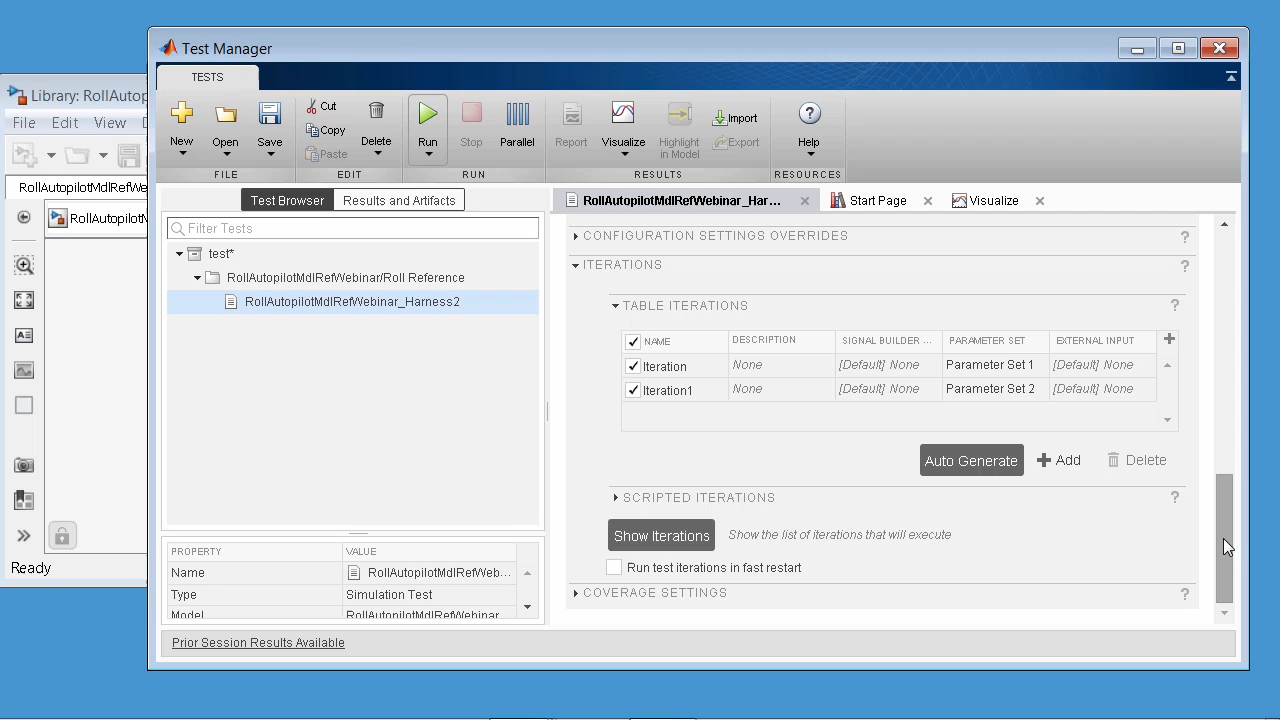 Library: RollAutop
File Edit View
RollAutopilotMdlRefWe
RollAutopilotM
Ready
Test Manager
TESTS
New
Open
Save
Cut
Copy
Paste
Delete
Run
Stop
Parallel
Report
Visualize
Highlight
in Model
Import
Export
Help
FILE
EDIT
RUN
RESULTS
RESOURCES
Test Browser
Results and Artifacts
Filter Tests
test*
RollAutopilotMdlRefWebinar/Roll Reference
RollAutopilotMdlRefWebinar_Harness2
PROPERTY VALUE
Name RollAutopilotMdlRefWeb...
Type Simulation Test
Model RollAutopilotMdlRefWebinar
RollAutopilotMdlRefWebinar_Har...
Start Page
Visualize
CONFIGURATION SETTINGS OVERRIDES ?
ITERATIONS ?
TABLE ITERATIONS ?
NAME DESCRIPTION SIGNAL BUILDER ... PARAMETER SET EXTERNAL INPUT
Iteration None [Default] None Parameter Set 1 [Default] None
Iteration1 None [Default] None Parameter Set 2 [Default] None
Auto Generate Add Delete
SCRIPTED ITERATIONS ?
Show Iterations Show the list of iterations that will execute
Run test iterations in fast restart
COVERAGE SETTINGS ?
Prior Session Results Available